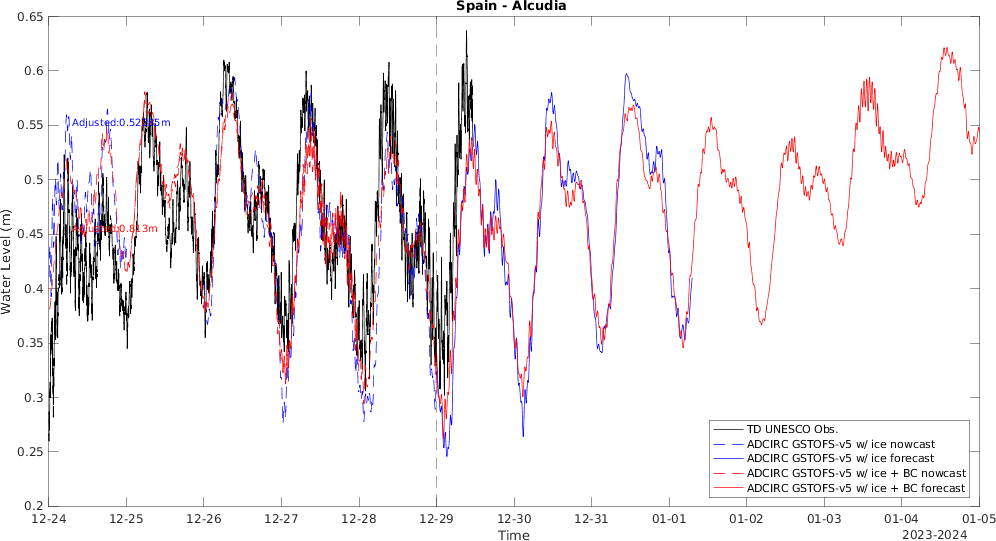 Spain - Alcudia
0.65
0.6
0.55
0.5
0.45
0.4
0.35
0.3
0.25
0.2
Water Level (m)
m
TD UNESCO Obs.
ADCIRC GSTOFS-v5 w/ ice nowcast
ADCIRC GSTOFS-v5 w/ ice forecast
ADCIRC GSTOFS-v5 w/ ice + BC nowcast
ADCIRC GSTOFS-v5 w/ ice + BC forecast
12-24 12-25 12-26 12-27 12-28 12-29 12-30 12-31 01-01 01-02 01-03 01-04 01-05
Time
2023-2024